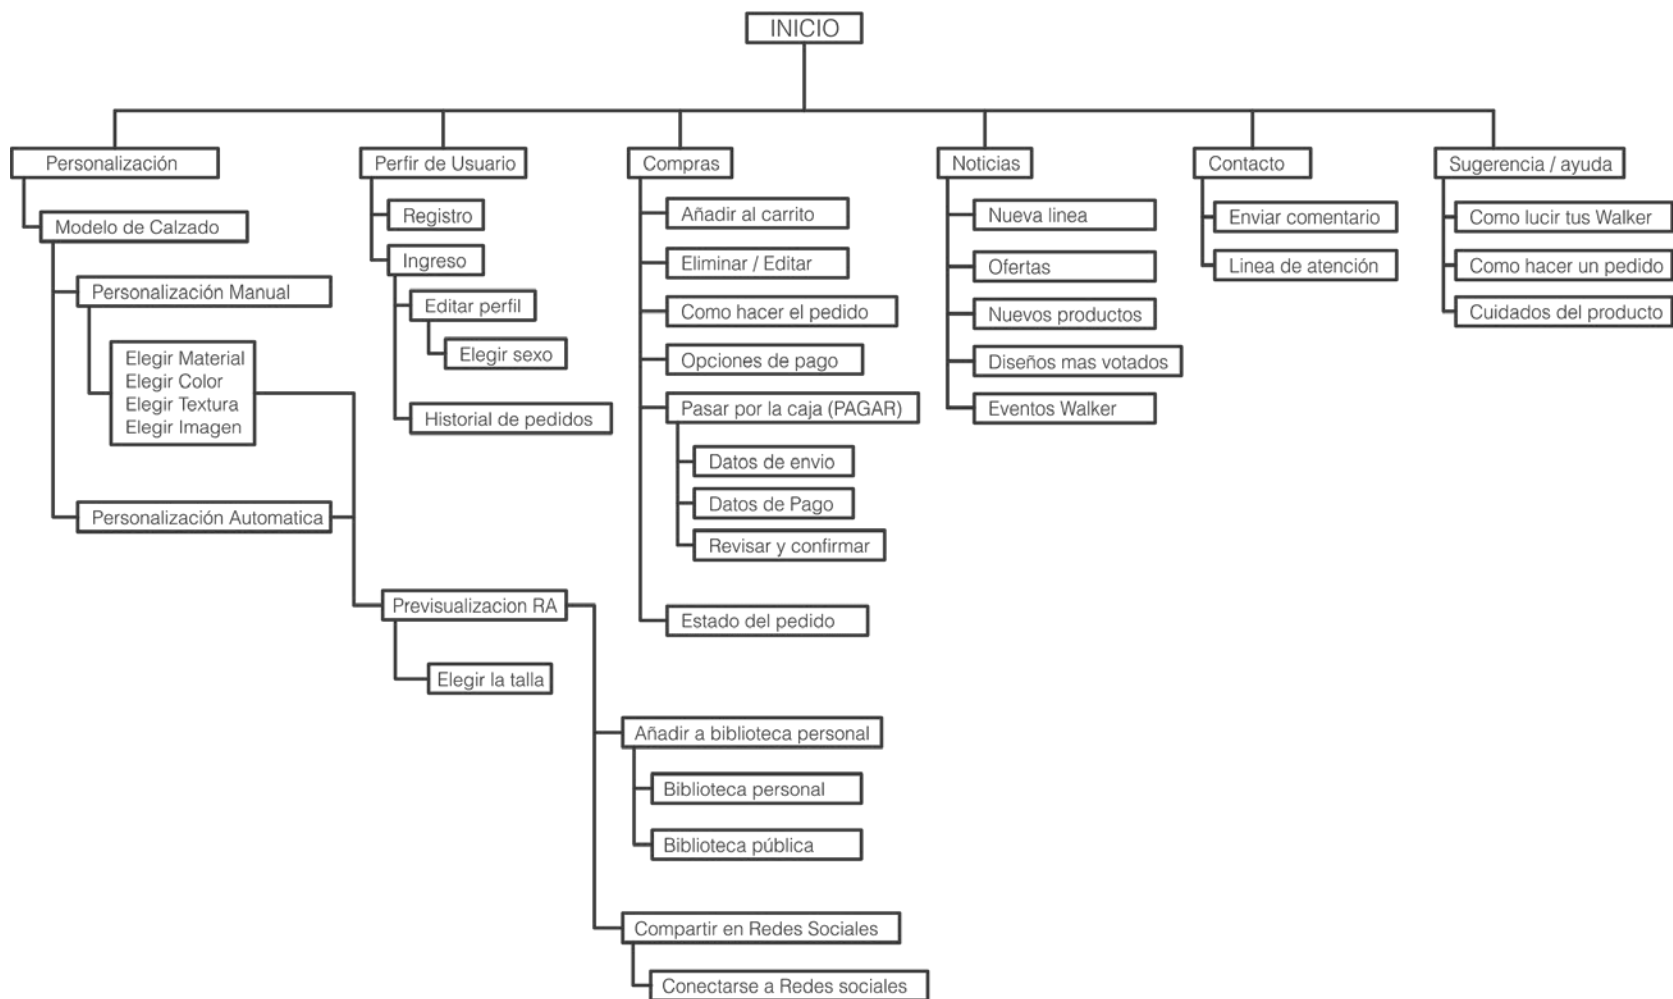 INICIO
Personalización
Modelo de Calzado
Personalización Manual
Elegir Material
Elegir Color
Elegir Textura
Elegir Imagen
Personalización Automatica
Previsualizacion RA
Elegir la talla
Añadir a biblioteca personal
Biblioteca personal
Biblioteca pública
Compartir en Redes Sociales
Conectarse a Redes sociales
Perfir de Usuario
Registro
Ingreso
Editar perfil
Elegir sexo
Historial de pedidos
Compras
Añadir al carrito
Eliminar / Editar
Como hacer el pedido
Opciones de pago
Pasar por la caja (PAGAR)
Datos de envio
Datos de Pago
Revisar y confirmar
Estado del pedido
Noticias
Nueva linea
Ofertas
Nuevos productos
Diseños mas votados
Eventos Walker
Contacto
Enviar comentario
Linea de atención
Sugerencia / ayuda
Como lucir tus Walker
Como hacer un pedido
Cuidados del producto